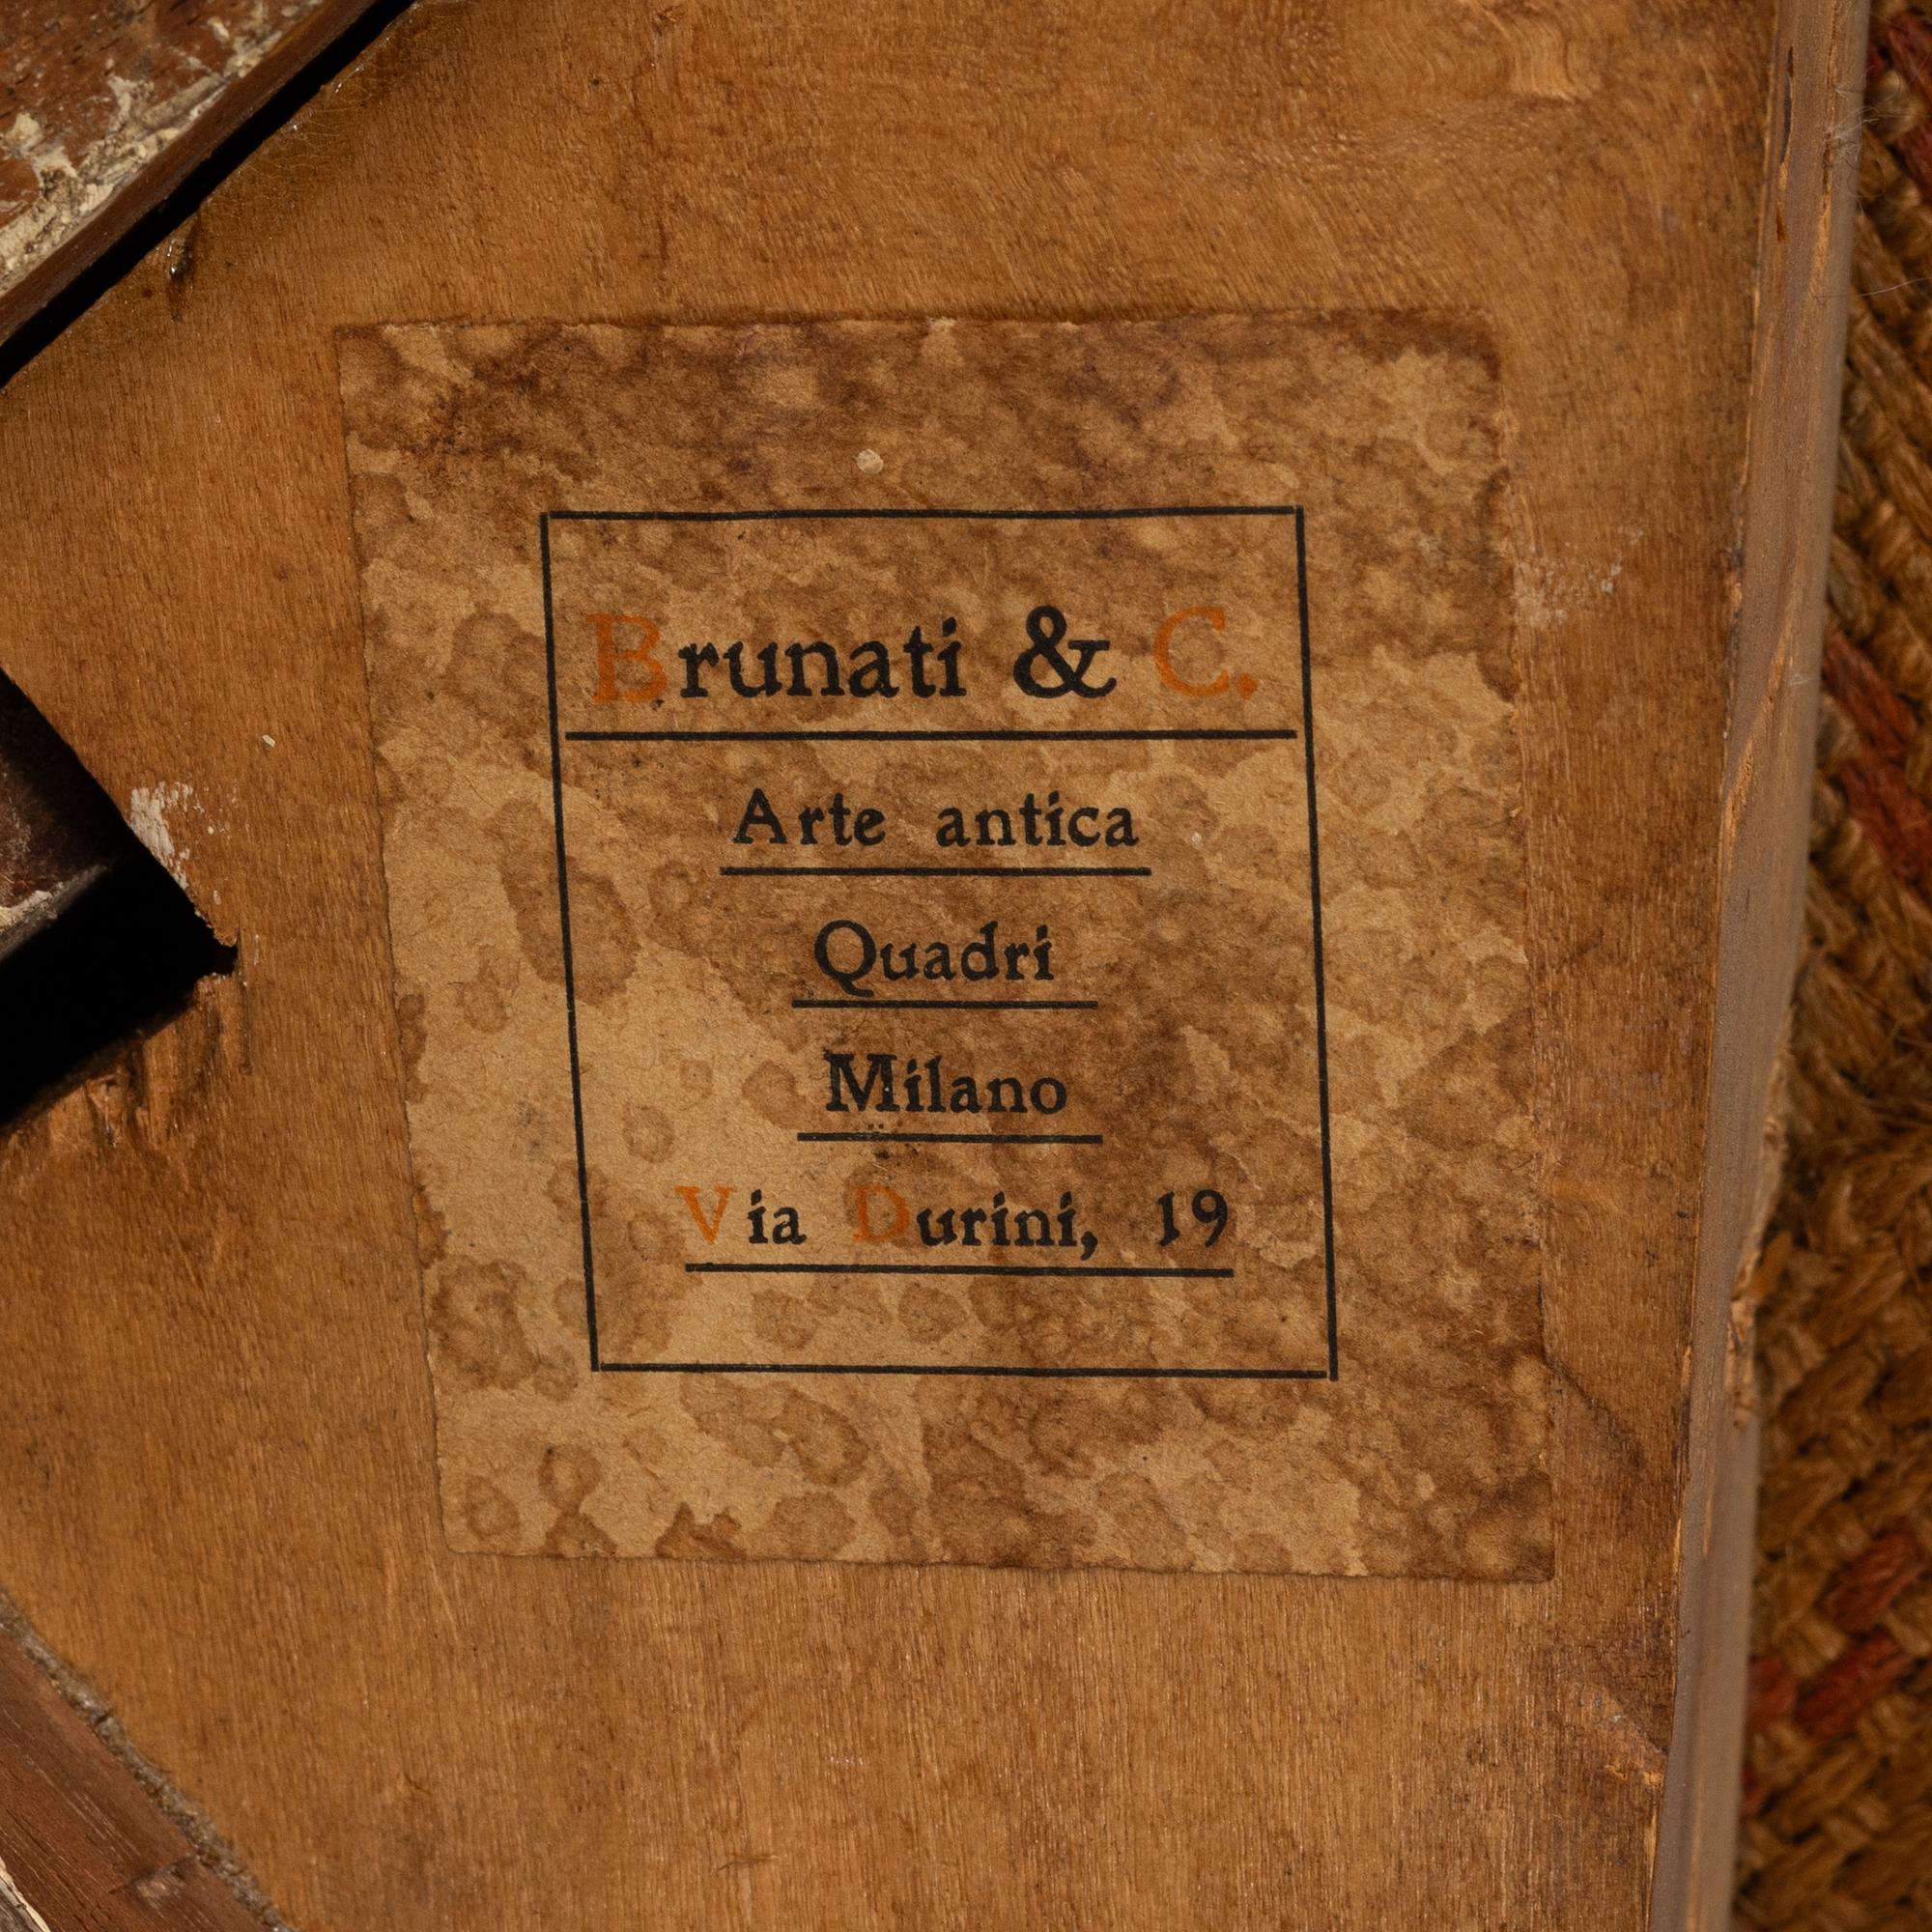 Brunati & C.
Arte antica
Quadri
Milano
Via Durini, 19